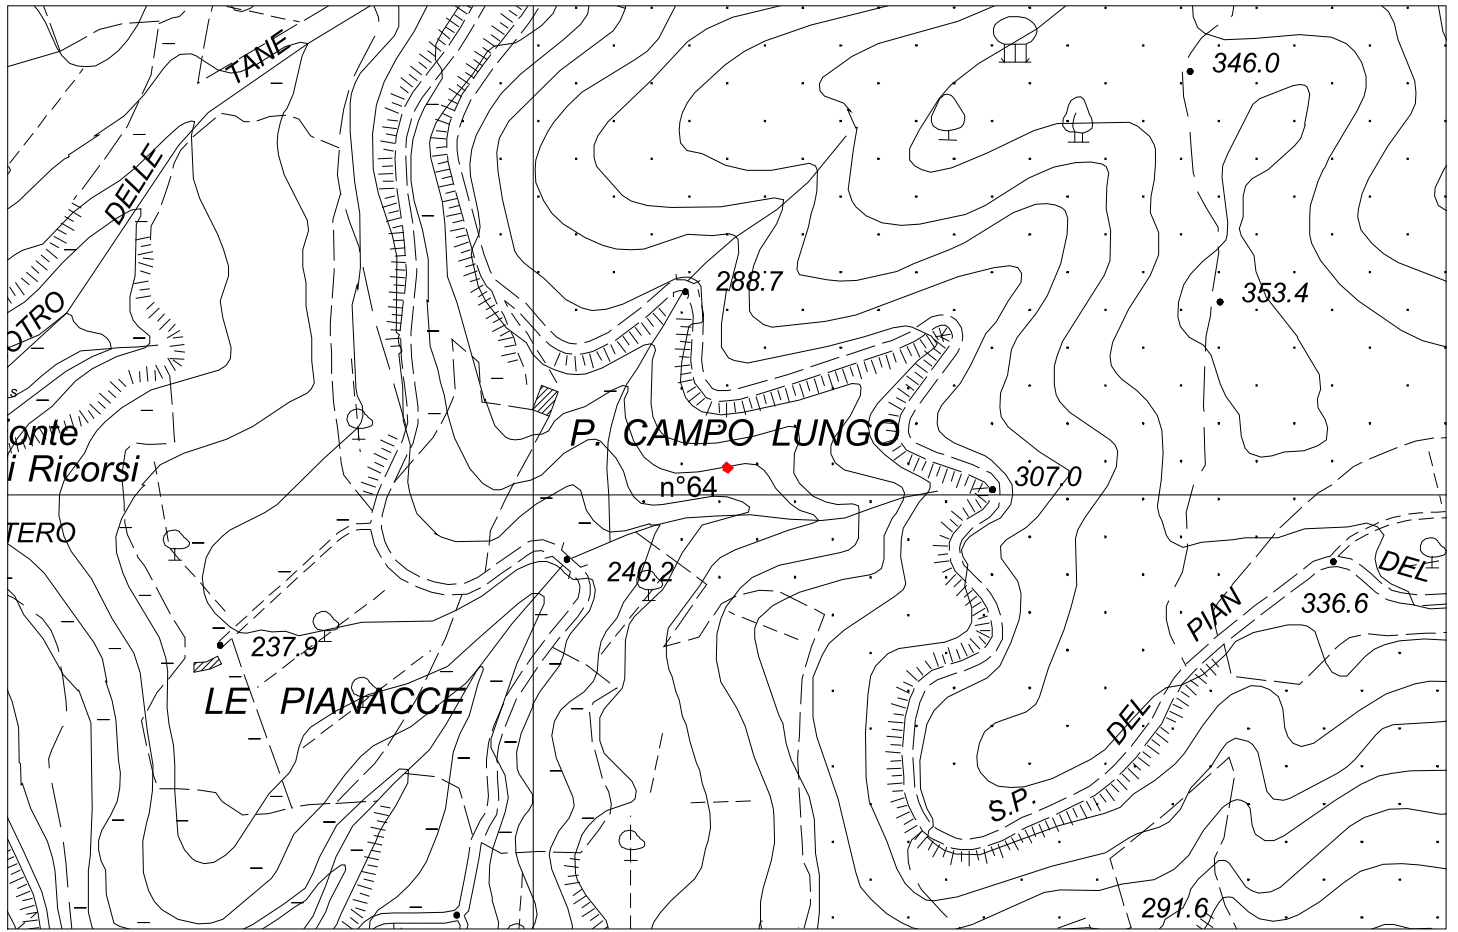 346.0
TANE
DELLE
288.7
353.4
OTRO
s
P. CAMPO LUNGO
onte
i Ricorsi
307.0
n°64
TERO
240.2
DEL
336.6
PIAN
237.9
LE PIANACCE
DEL
S.P.
291.6